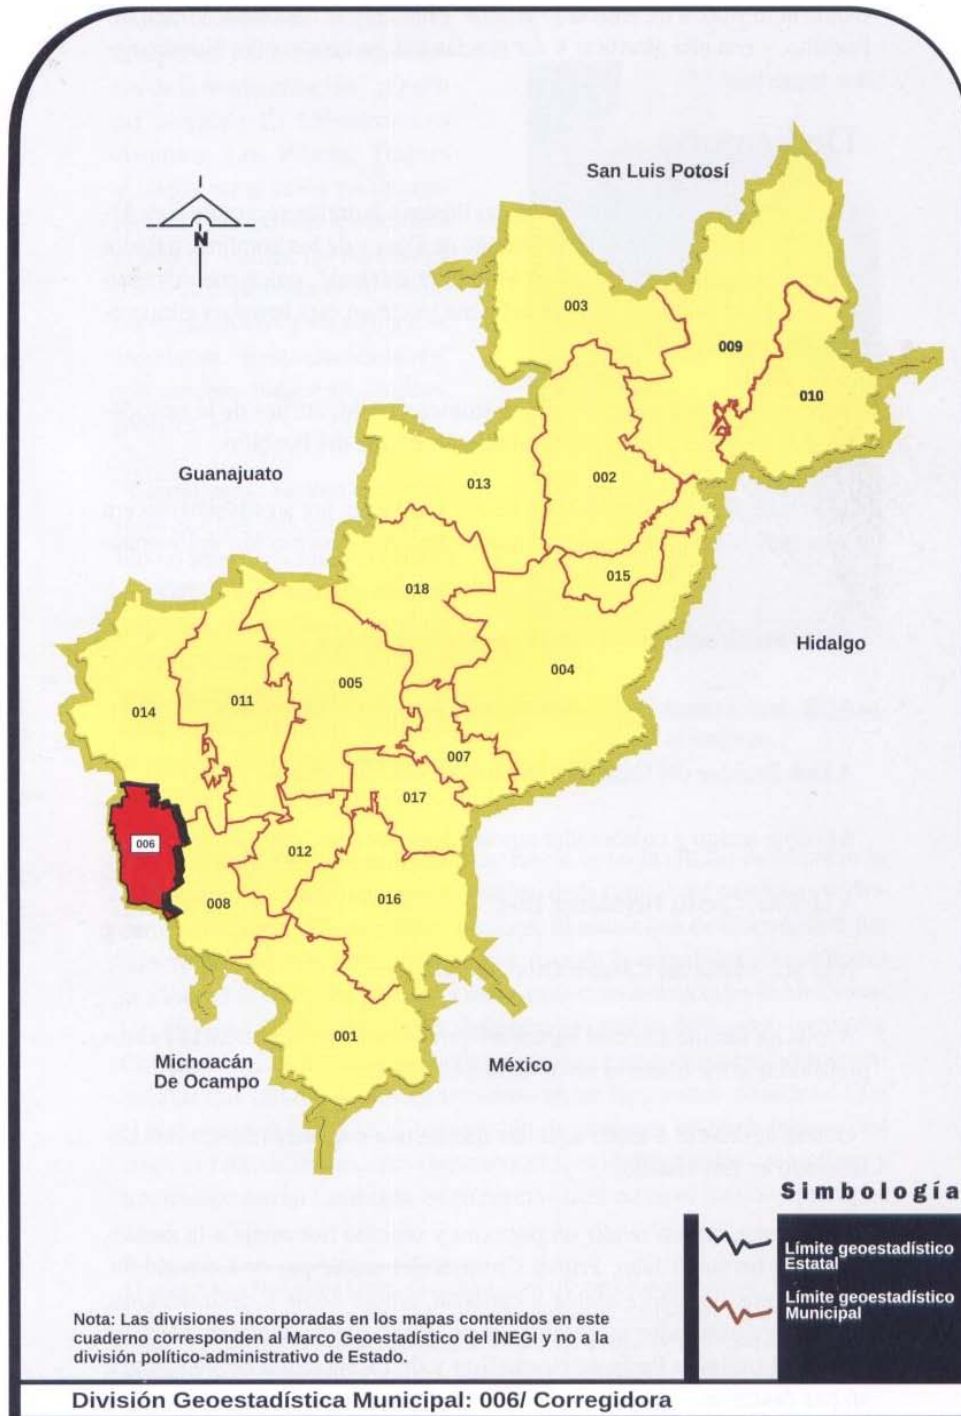 San Luis Potosí
N
003
009
010
Guanajuato
013
002
015
018
Hidalgo
004
005
011
014
007
017
006
012
016
008
001
Michoacán
De Ocampo
México
Simbología
Límite geoestadístico
Estatal
Límite geoestadístico
Municipal
Nota: Las divisiones incorporadas en los mapas contenidos en este
cuaderno corresponden al Marco Geoestadístico del INEGI y no a la
división político-administrativo de Estado.
División Geoestadística Municipal: 006/ Corregidora